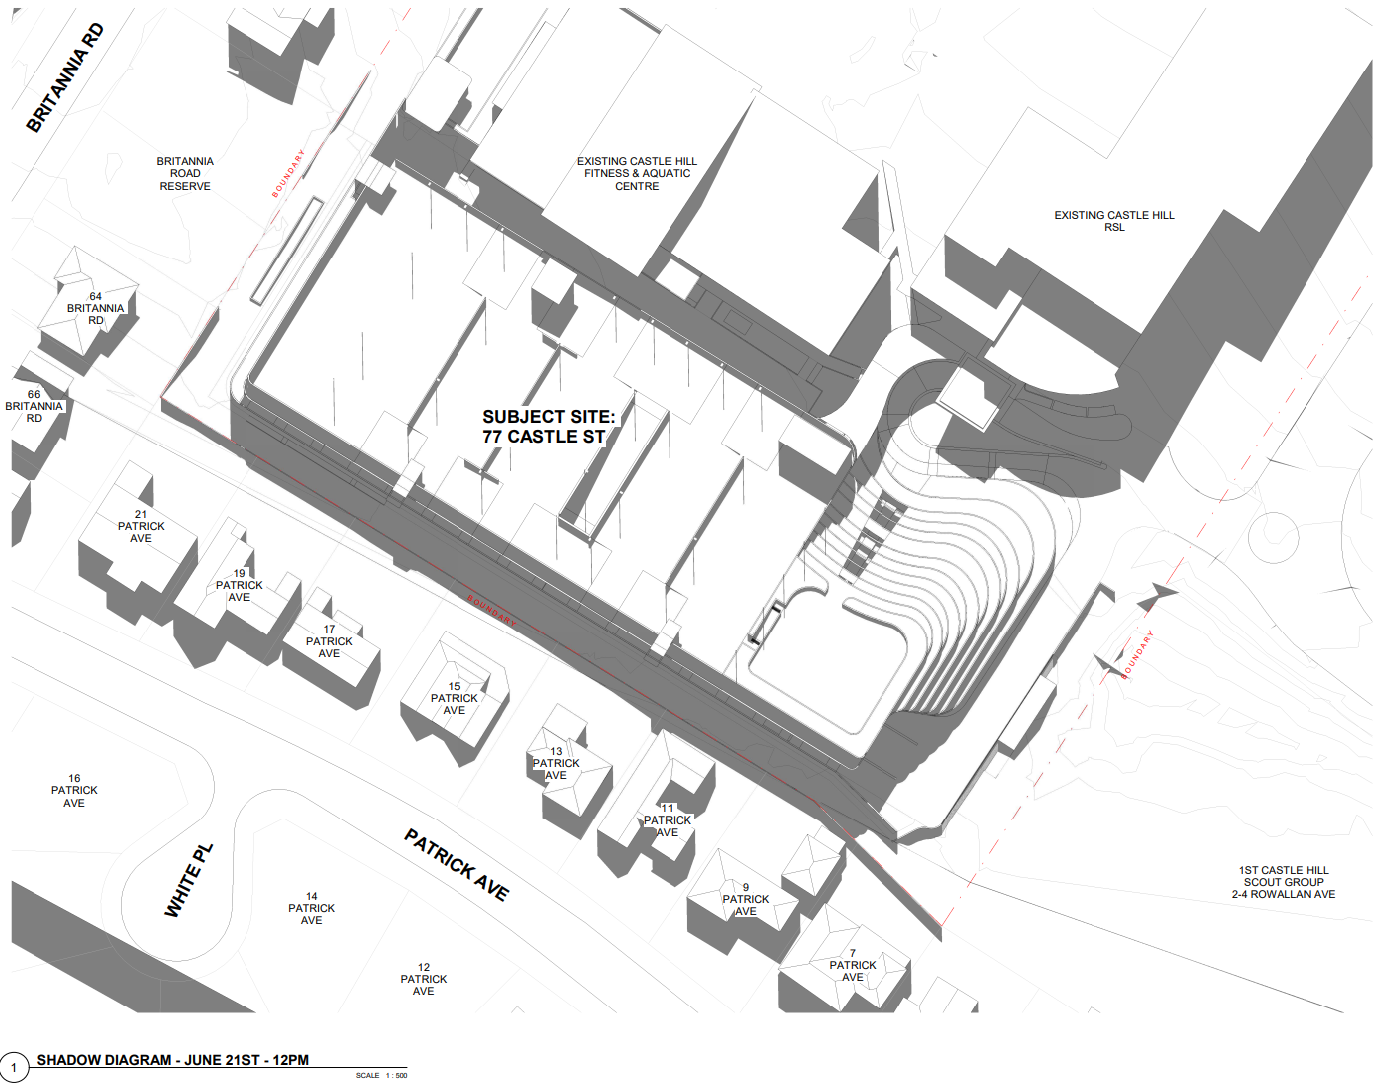 BRITANNIA RD
BRITANNIA
ROAD
RESERVE
BOUNDARY
EXISTING CASTLE HILL
FITNESS & AQUATIC
CENTRE
EXISTING CASTLE HILL
RSL
64
BRITANNIA
RD
66
BRITANNIA
RD
SUBJECT SITE:
77 CASTLE ST
21
PATRICK
AVE
19
PATRICK
AVE
17
PATRICK
AVE
BOUNDARY
15
PATRICK
AVE
BOUNDARY
13
PATRICK
AVE
16
PATRICK
AVE
11
PATRICK
AVE
PATRICK AVE
WHITE PL
14
PATRICK
AVE
9
PATRICK
AVE
1ST CASTLE HILL
SCOUT GROUP
2-4 ROWALLAN AVE
12
PATRICK
AVE
7
PATRICK
AVE
1
SHADOW DIAGRAM - JUNE 21ST - 12PM
SCALE 1 : 500